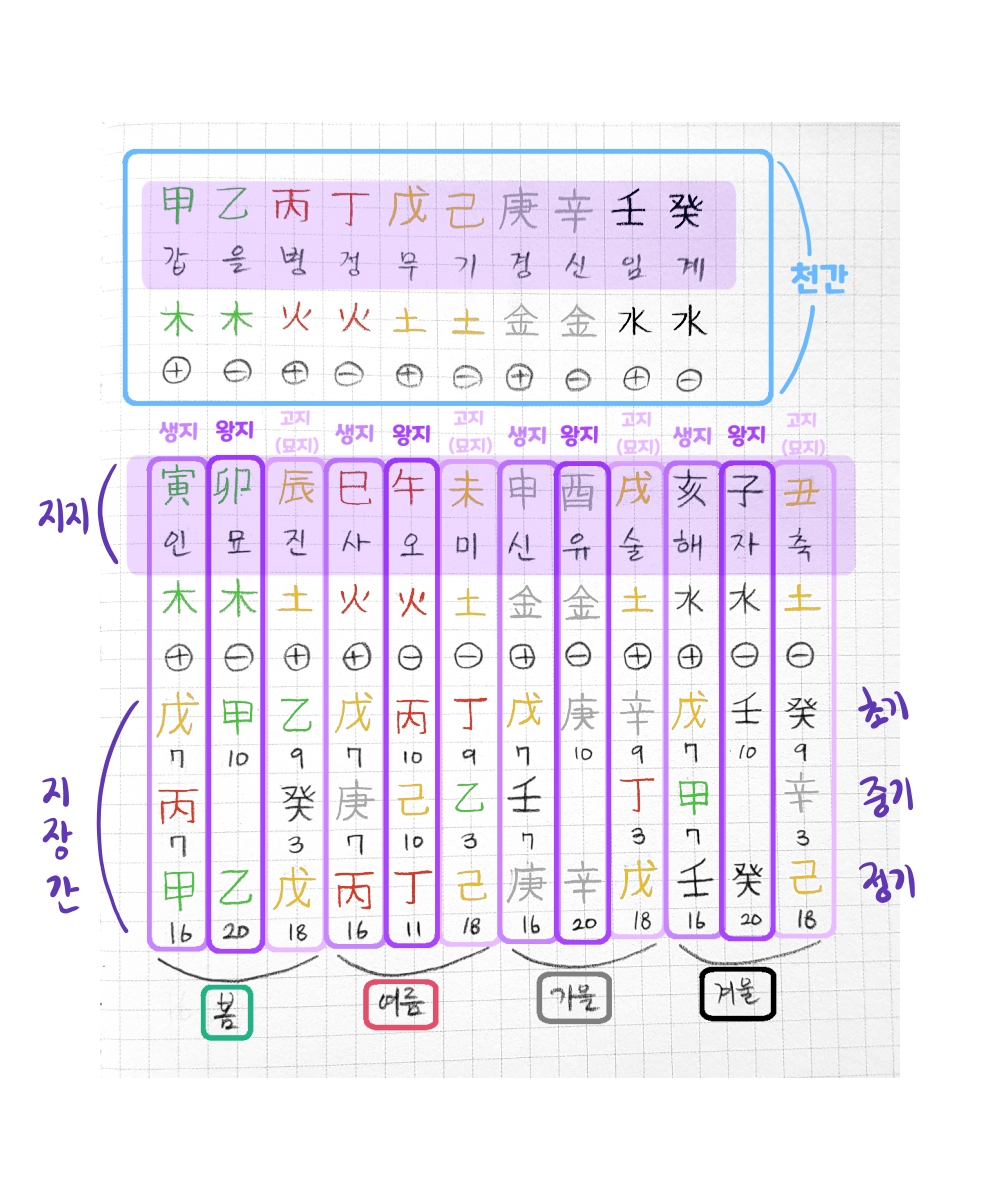 甲 乙 丙 丁 戊 己 庚 辛 壬 癸
갑 을 병 정 무 기 경 신 임 계
천간
木 木 火 火 土 土 金 金 水 水
⊕ ⊖ ⊕ ⊖ ⊕ ⊖ ⊕ ⊖ ⊕ ⊖
생지 왕지 고지(묘지) 생지 왕지 고지(묘지) 생지 왕지 고지(묘지) 생지 왕지 고지(묘지)
지지
寅 卯 辰 巳 午 未 申 酉 戌 亥 子 丑
인 묘 진 사 오 미 신 유 술 해 자 축
木 木 土 火 火 土 金 金 土 水 水 土
⊕ ⊖ ⊕ ⊕ ⊖ ⊖ ⊕ ⊖ ⊕ ⊕ ⊖ ⊖
지장간
戊 甲 乙 戊 丙 丁 戊 庚 辛 戊 壬 癸 초기
7 10 9 7 10 9 7 10 9 7 10 9
丙 癸 庚 己 乙 壬 丁 甲 辛 중기
7 3 7 10 3 7 3 7 3
甲 乙 戊 丙 丁 己 庚 辛 戊 壬 癸 己 정기
16 20 18 16 11 18 16 20 18 16 20 18
봄 여름 가을 겨울